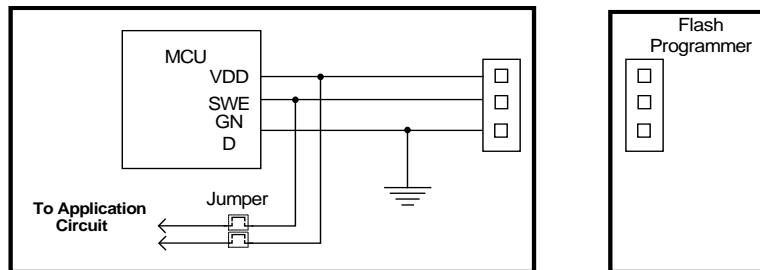 MCU
VDD
SWE
GN
D
Jumper
To Application
Circuit
Flash
Programmer